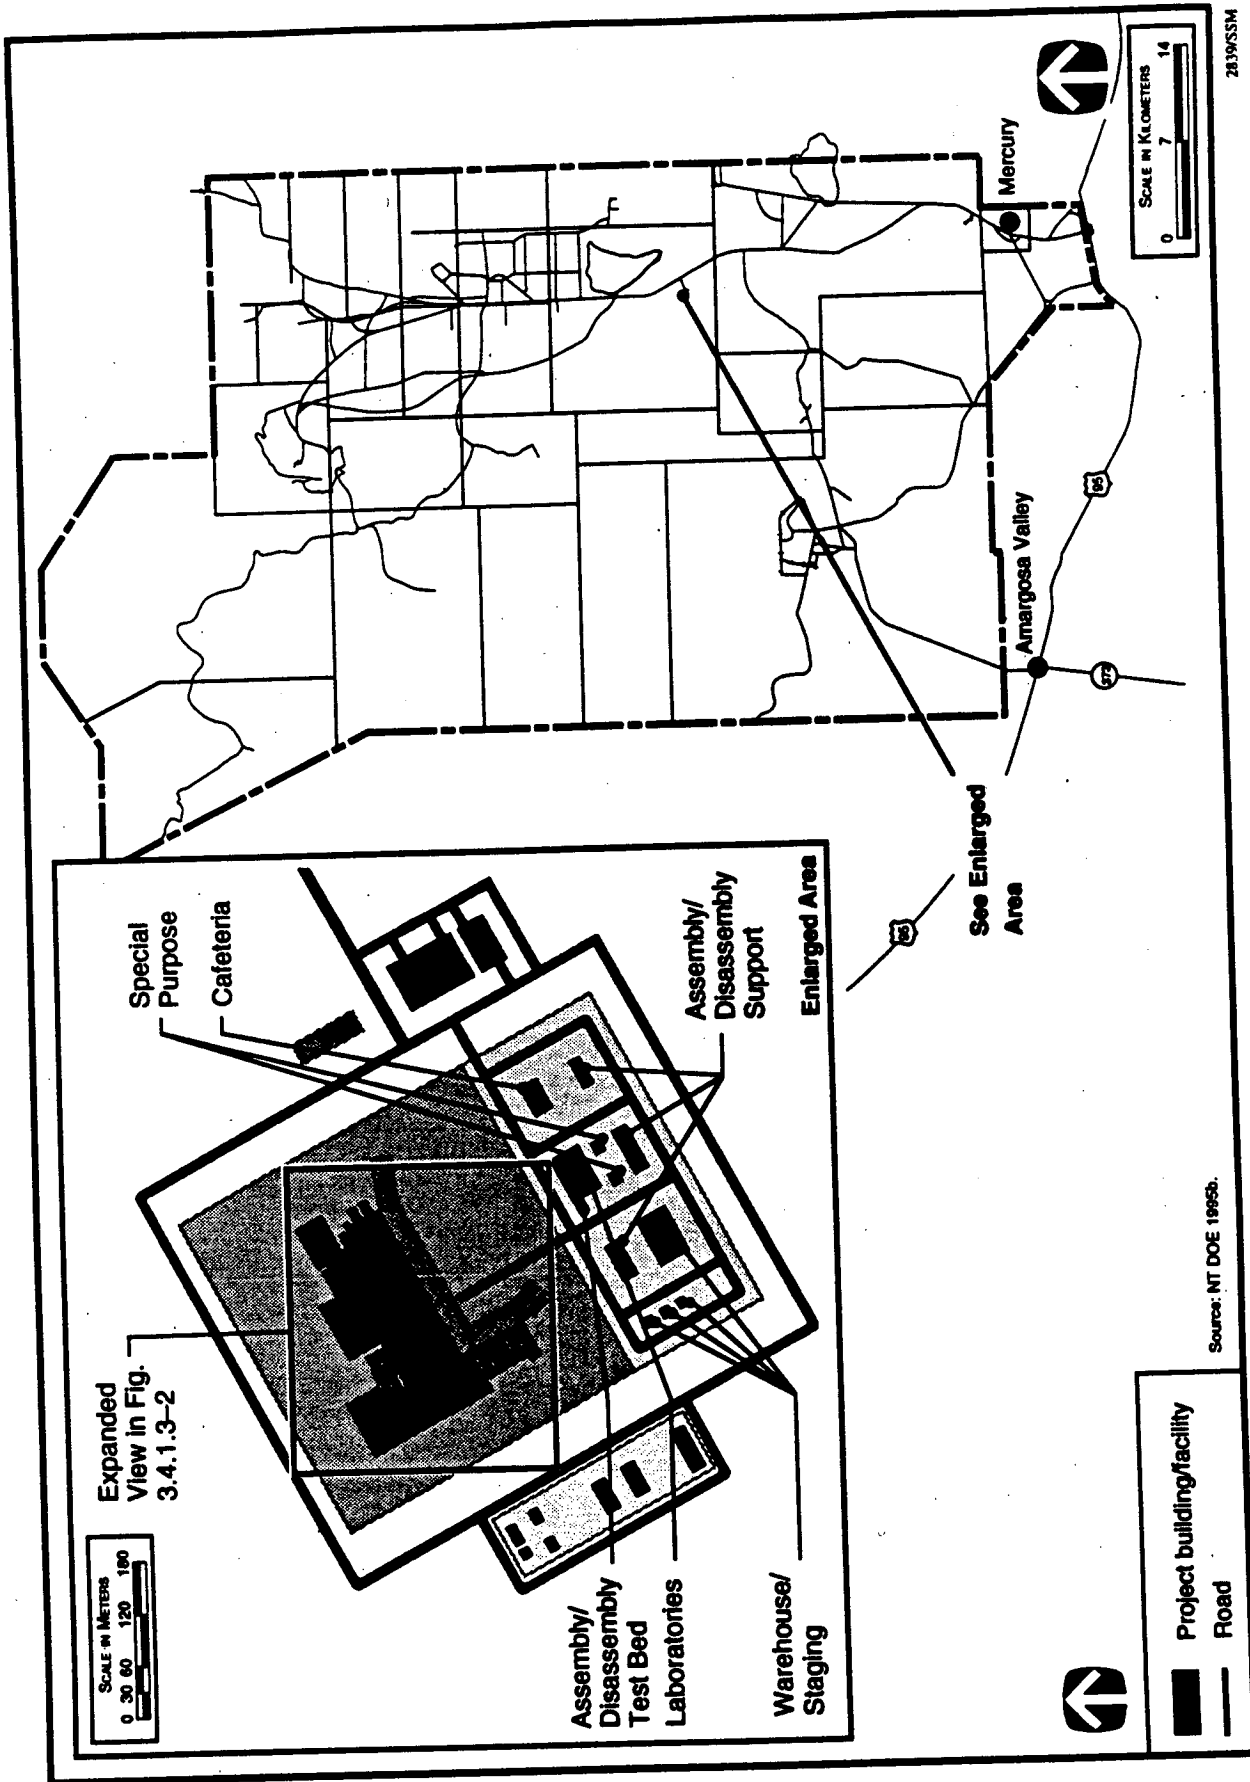 SCALE IN METERS
0 30 60 120 180
Expanded
View in Fig.
3.4.1.3–2
Special
Purpose
Cafeteria
Assembly/
Disassembly
Test Bed
Laboratories
Warehouse/
Staging
Assembly/
Disassembly
Support
Enlarged Area
See Enlarged
Area
95
Amargosa Valley
373
95
Mercury
SCALE IN KILOMETERS
0 7 14
Project building/facility
Road
Source: NT DOE 1995b.
2839/SSM